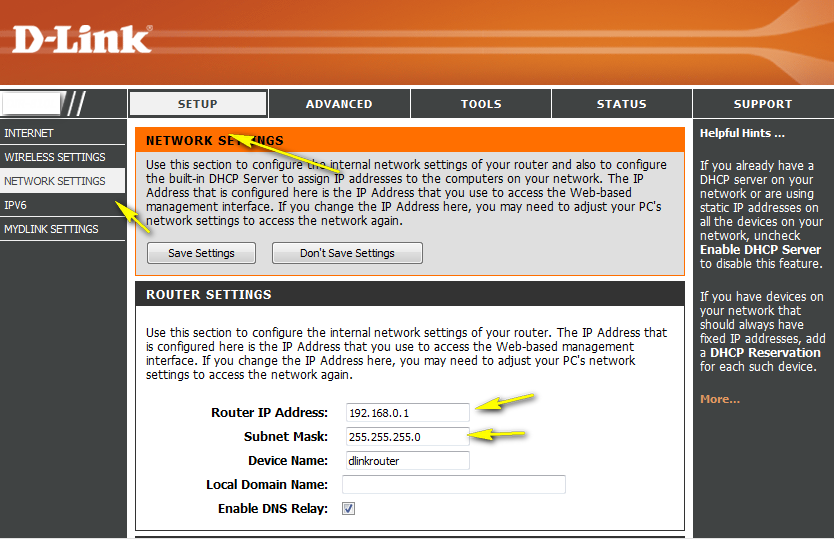 D-Link®
SETUP
ADVANCED
TOOLS
STATUS
SUPPORT
INTERNET
WIRELESS SETTINGS
NETWORK SETTINGS
IPV6
MYDLINK SETTINGS
NETWORK SETTINGS
Use this section to configure the internal network settings of your router and also to configure
the built-in DHCP Server to assign IP addresses to the computers on your network. The IP
Address that is configured here is the IP Address that you use to access the Web-based
management interface. If you change the IP Address here, you may need to adjust your PC's
network settings to access the network again.
Save Settings
Don't Save Settings
ROUTER SETTINGS
Use this section to configure the internal network settings of your router. The IP Address that
is configured here is the IP Address that you use to access the Web-based management
interface. If you change the IP Address here, you may need to adjust your PC's network
settings to access the network again.
Router IP Address: 192.168.0.1
Subnet Mask: 255.255.255.0
Device Name: dlinkrouter
Local Domain Name:
Enable DNS Relay:
Helpful Hints ...
If you already have a
DHCP server on your
network or are using
static IP addresses on
all the devices on your
network, uncheck
Enable DHCP Server
to disable this feature.
If you have devices on
your network that
should always have
fixed IP addresses, add
a DHCP Reservation
for each such device.
More...